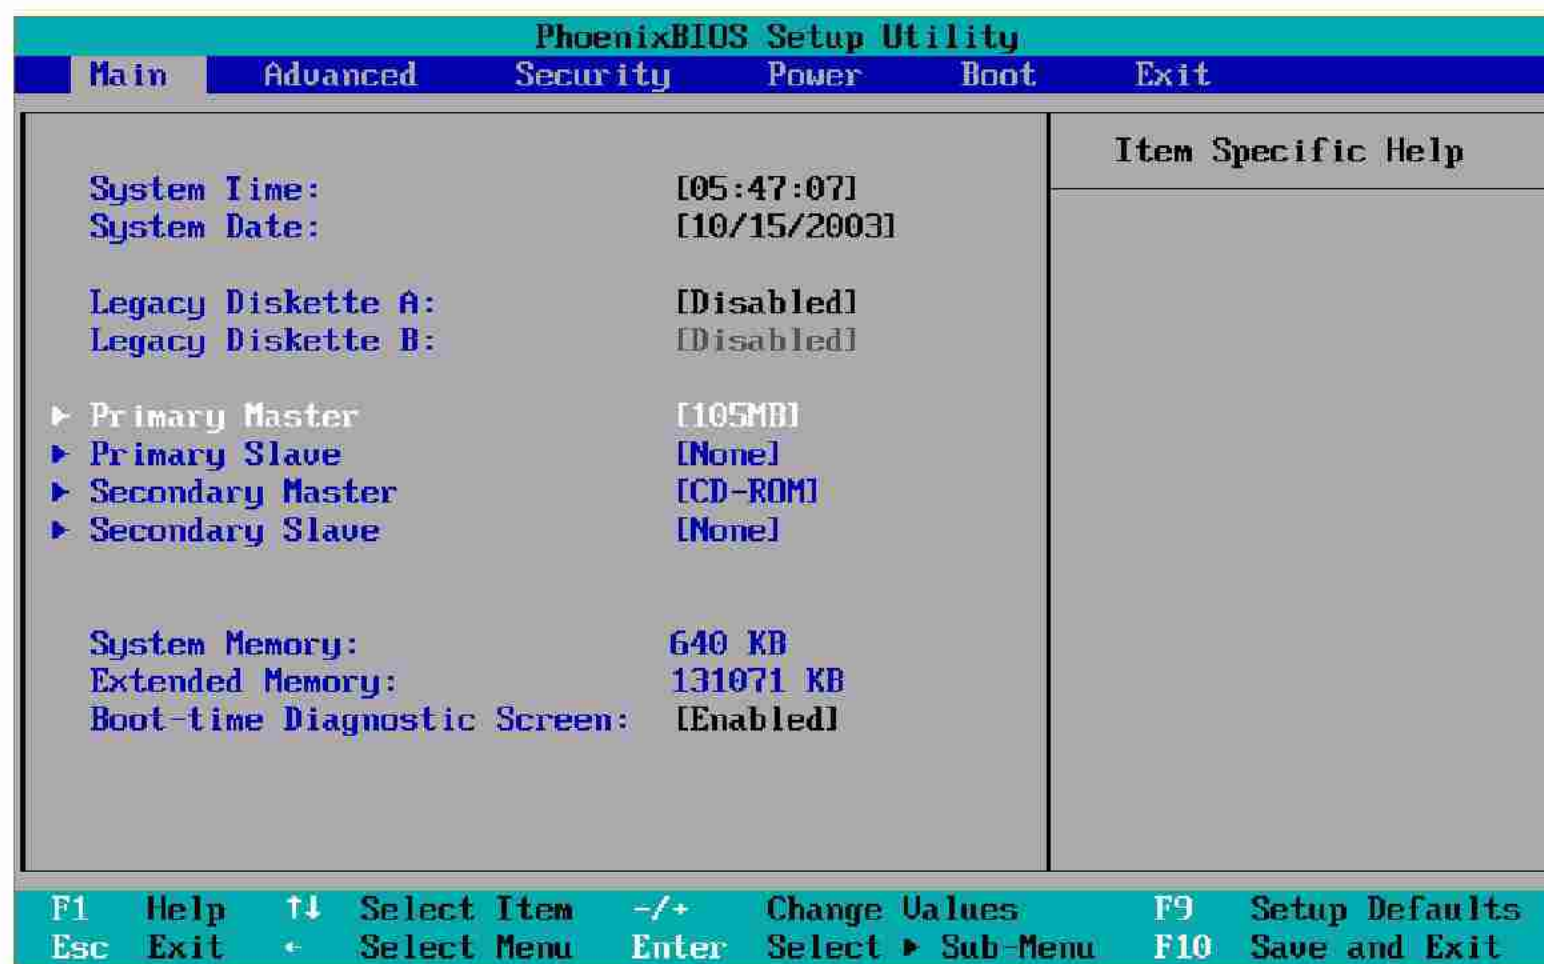 PhoenixBIOS Setup Utility
Main Advanced Security Power Boot Exit
Item Specific Help
System Time: [05:47:07]
System Date: [10/15/2003]
Legacy Diskette A: [Disabled]
Legacy Diskette B: [Disabled]
▶ Primary Master [105MB]
▶ Primary Slave [None]
▶ Secondary Master [CD-ROM]
▶ Secondary Slave [None]
System Memory: 640 KB
Extended Memory: 131071 KB
Boot-time Diagnostic Screen: [Enabled]
F1 Help ↑↓ Select Item -/+ Change Values F9 Setup Defaults
Esc Exit ← Select Menu Enter Select ▶ Sub-Menu F10 Save and Exit